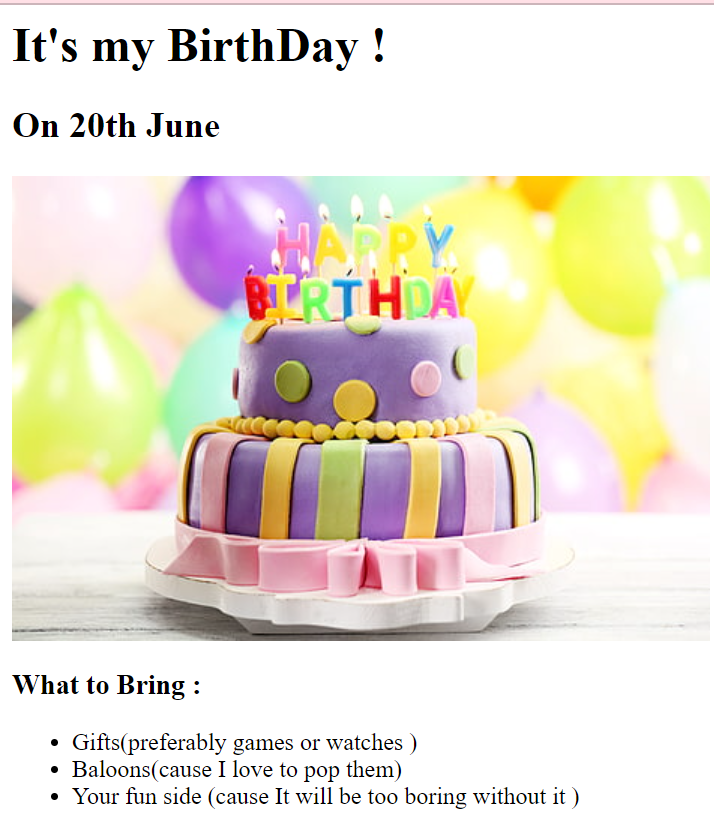 It's my BirthDay !
On 20th June
HAPPY
BIRTHDAY
What to Bring :
Gifts(preferably games or watches )
Baloons(cause I love to pop them)
Your fun side (cause It will be too boring without it )